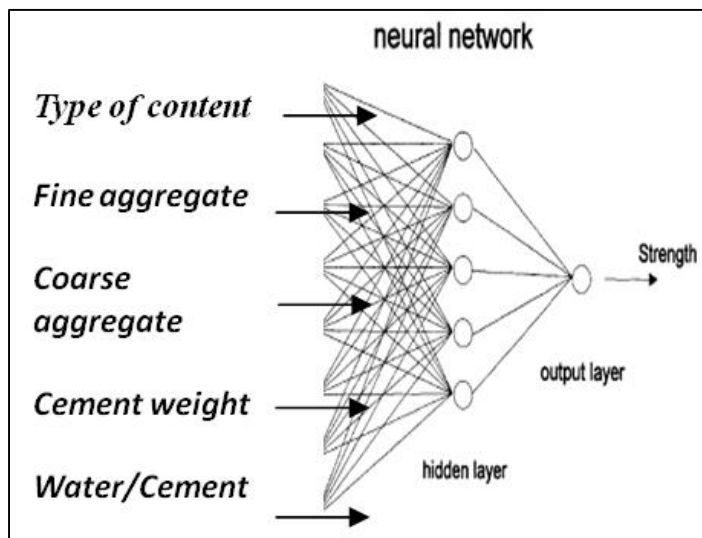 neural network
Type of content
Fine aggregate
Coarse
aggregate
Cement weight
Water/Cement
Strength
output layer
hidden layer